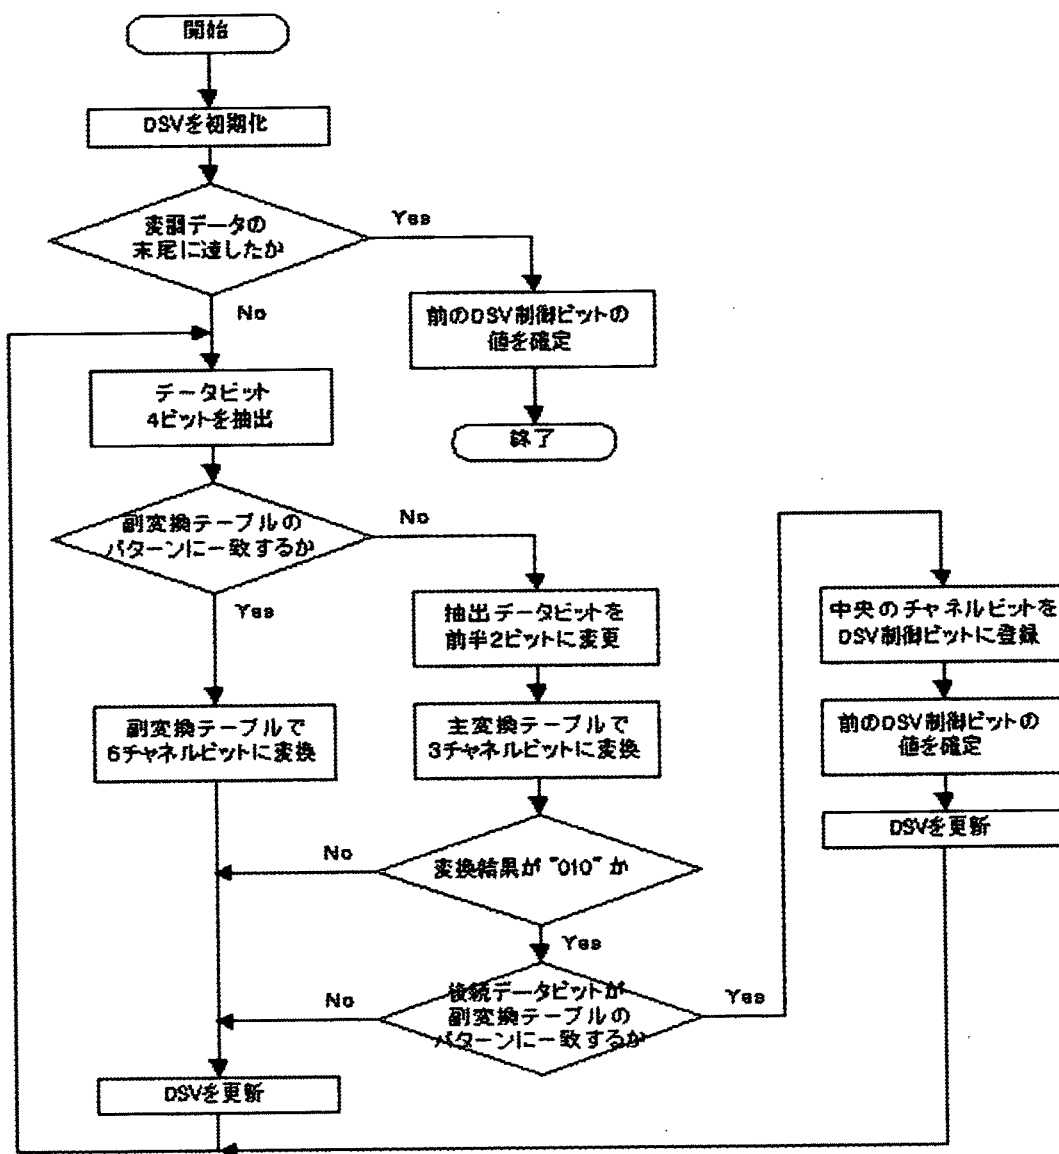 開始
DSVを初期化
変調データの
末尾に達したか
Yes
No
前のDSV制御ビットの
値を確定
終了
データビット
4ビットを抽出
副変換テーブルの
パターンに一致するか
No
Yes
抽出データビットを
前半2ビットに変更
副変換テーブルで
6チャネルビットに変換
主変換テーブルで
3チャネルビットに変換
変換結果が"010"か
No
Yes
後続データビットが
副変換テーブルの
パターンに一致するか
No
Yes
中央のチャネルビットを
DSV制御ビットに登録
前のDSV制御ビットの
値を確定
DSVを更新
DSVを更新